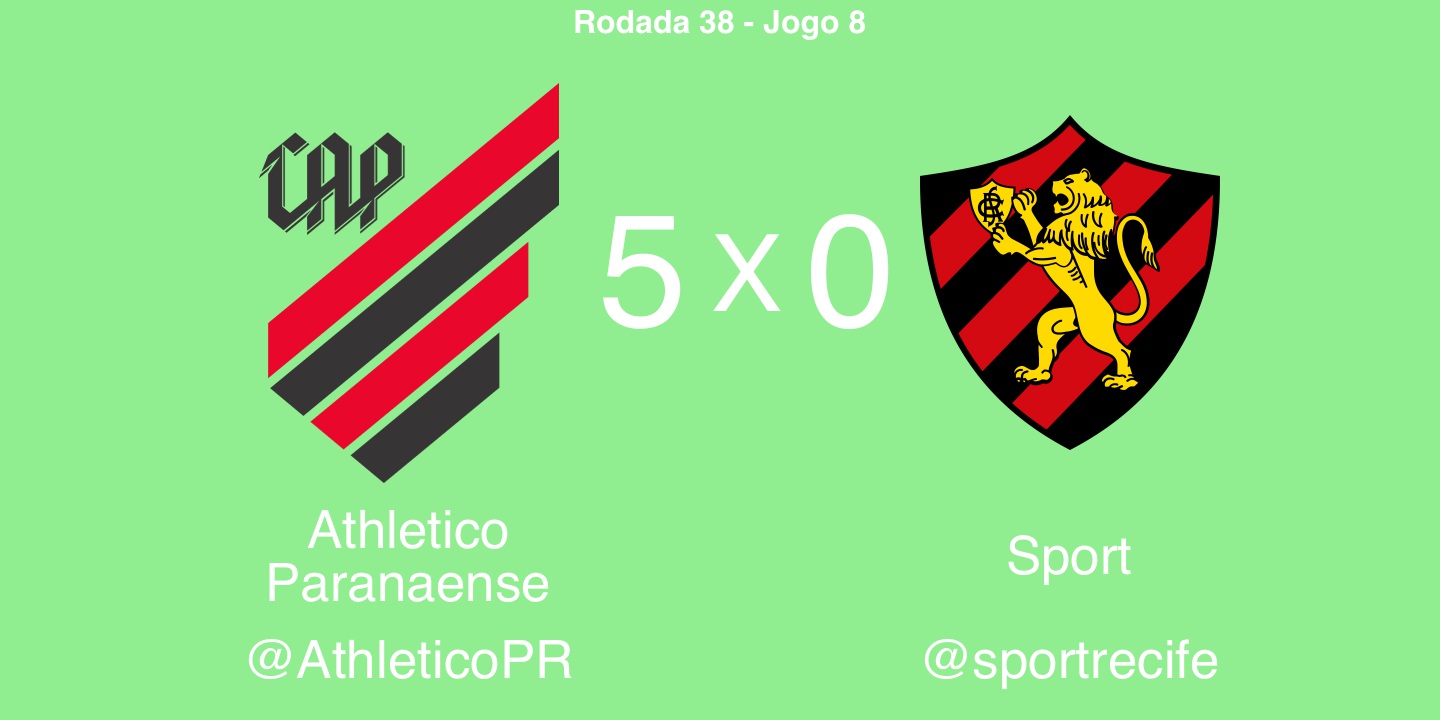 Rodada 38 - Jogo 8
CAP
5 X 0
Athletico
Paranaense
Sport
@AthleticoPR
@sportrecife